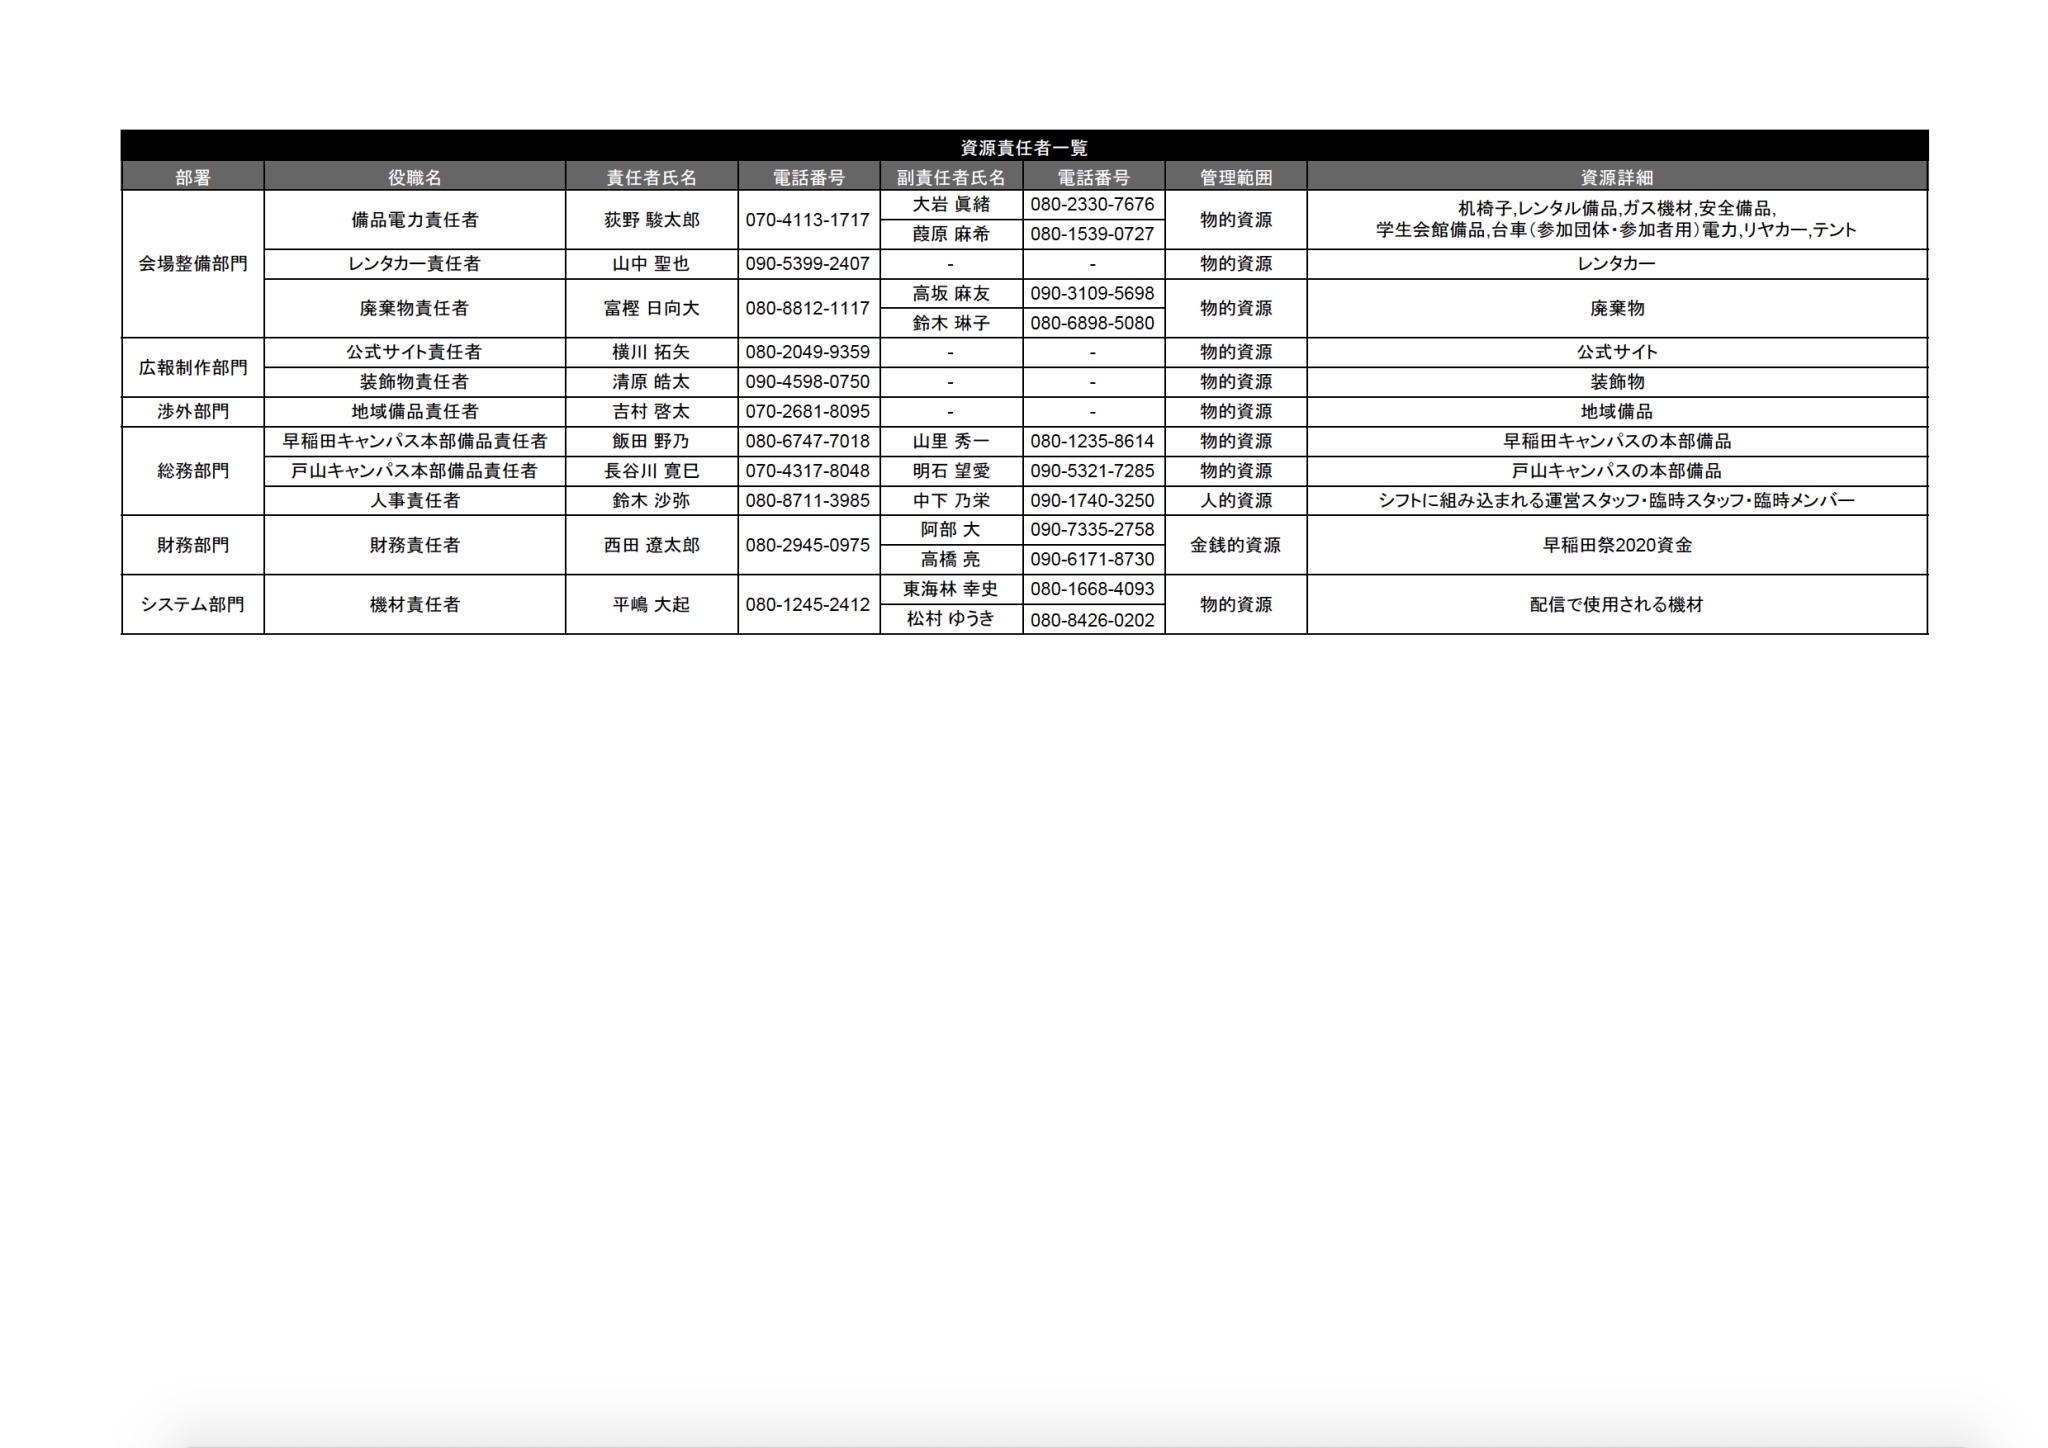 資源責任者一覧
部署 役職名 責任者氏名 電話番号 副責任者氏名 電話番号 管理範囲 資源詳細
会場整備部門 備品電力責任者 荻野 駿太郎 070-4113-1717 大岩 眞緒 080-2330-7676 物的資源 机椅子,レンタル備品,ガス機材,安全備品,
学生会館備品,台車(参加団体・参加者用)電力,リヤカー,テント
葭原 麻希 080-1539-0727
レンタカー責任者 山中 聖也 090-5399-2407 - - 物的資源 レンタカー
廃棄物責任者 富樫 日向大 080-8812-1117 高坂 麻友 090-3109-5698 物的資源 廃棄物
鈴木 琳子 080-6898-5080
広報制作部門 公式サイト責任者 横川 拓矢 080-2049-9359 - - 物的資源 公式サイト
装飾物責任者 清原 皓太 090-4598-0750 - - 物的資源 装飾物
渉外部門 地域備品責任者 吉村 啓太 070-2681-8095 - - 物的資源 地域備品
総務部門 早稲田キャンパス本部備品責任者 飯田 野乃 080-6747-7018 山里 秀一 080-1235-8614 物的資源 早稲田キャンパスの本部備品
戸山キャンパス本部備品責任者 長谷川 寛巳 070-4317-8048 明石 望愛 090-5321-7285 物的資源 戸山キャンパスの本部備品
人事責任者 鈴木 沙弥 080-8711-3985 中下 乃栄 090-1740-3250 人的資源 シフトに組み込まれる運営スタッフ・臨時スタッフ・臨時メンバー
財務部門 財務責任者 西田 遼太郎 080-2945-0975 阿部 大 090-7335-2758 金銭的資源 早稲田祭2020資金
高橋 亮 090-6171-8730
システム部門 機材責任者 平嶋 大起 080-1245-2412 東海林 幸史 080-1668-4093 物的資源 配信で使用される機材
松村 ゆうき 080-8426-0202